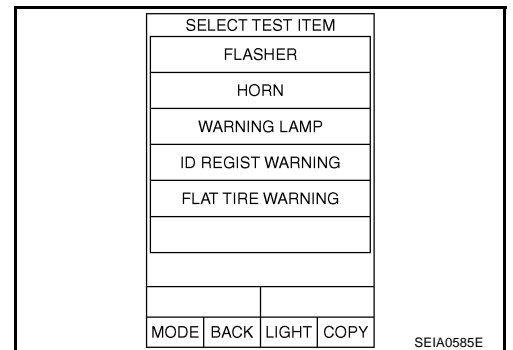 SELECT TEST ITEM
FLASHER
HORN
WARNING LAMP
ID REGIST WARNING
FLAT TIRE WARNING
MODE BACK LIGHT COPY
SEIA0585E